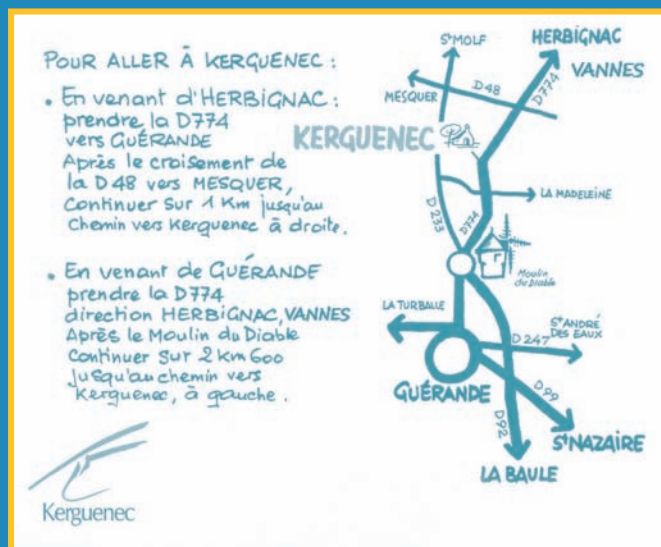 POUR ALLER À KERGUENEC :
• En venant d'HERBIGNAC :
prendre la D774
vers GUÉRANDE
Après le croisement de
la D48 vers MESQUER,
Continuer sur 1 Km jusqu'au
Chemin vers Kerguenec à droite.
• En venant de GUÉRANDE
prendre la D774
direction HERBIGNAC, VANNES
Après le Moulin du Diable
Continuer sur 2 km 600
jusqu'au chemin vers
Kerguenec, à gauche.
Kerguenec
St MOLF
HERBIGNAC
VANNES
MESQUER
D48
D774
KERGUENEC
LA MADELEINE
D233
D774
Moulin
du Diable
LA TURBALLE
St ANDRÉ
DES EAUX
D247
GUÉRANDE
D99
D92
St NAZAIRE
LA BAULE